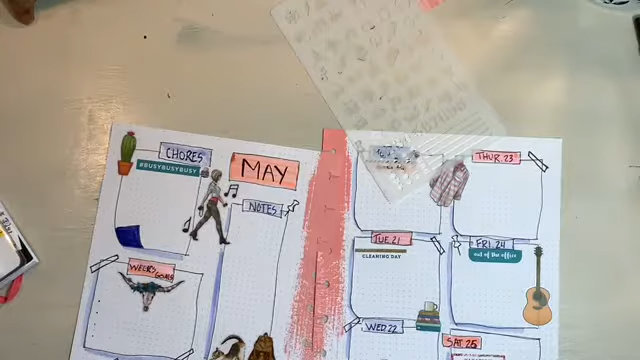 CHORES
#BUSYBUSYBUSY
MAY
NOTES
WEEKLY
GOALS
THUR. 23
TUE. 21
CLEANING DAY
FRI. 24
out of the office
WED. 22
SAT. 25